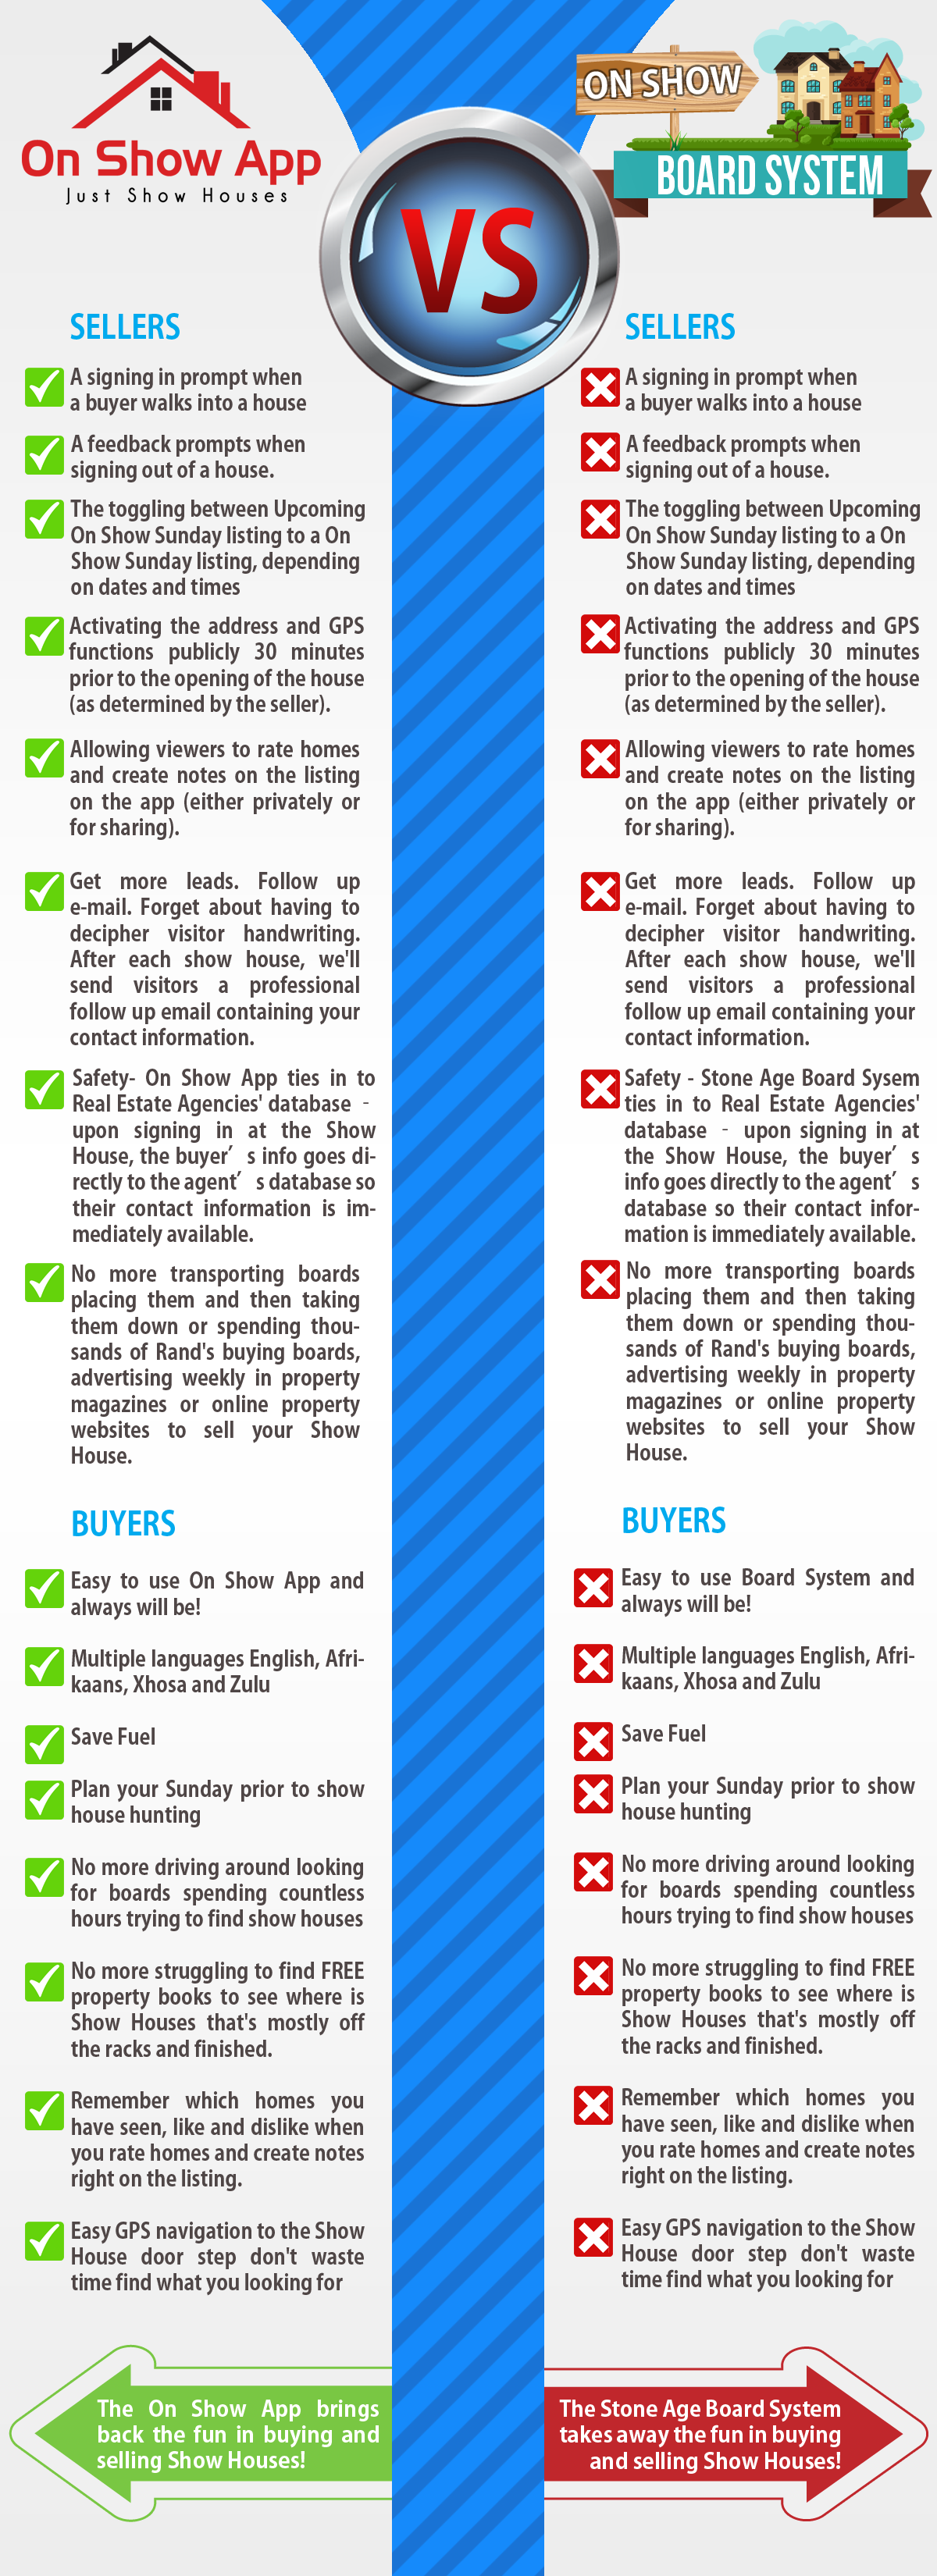 On Show App
Just Show Houses
VS
ON SHOW
BOARD SYSTEM
SELLERS
A signing in prompt when
a buyer walks into a house
A feedback prompts when
signing out of a house.
The toggling between Upcoming
On Show Sunday listing to a On
Show Sunday listing, depending
on dates and times
Activating the address and GPS
functions publicly 30 minutes
prior to the opening of the house
(as determined by the seller).
Allowing viewers to rate homes
and create notes on the listing
on the app (either privately or
for sharing).
Get more leads. Follow up
e-mail. Forget about having to
decipher visitor handwriting.
After each show house, we'll
send visitors a professional
follow up email containing your
contact information.
Safety- On Show App ties in to
Real Estate Agencies' database -
upon signing in at the Show
House, the buyer’ s info goes di-
rectly to the agent’ s database so
their contact information is im-
mediately available.
No more transporting boards
placing them and then taking
them down or spending thou-
sands of Rand's buying boards,
advertising weekly in property
magazines or online property
websites to sell your Show
House.
BUYERS
Easy to use On Show App and
always will be!
Multiple languages English, Afri-
kaans, Xhosa and Zulu
Save Fuel
Plan your Sunday prior to show
house hunting
No more driving around looking
for boards spending countless
hours trying to find show houses
No more struggling to find FREE
property books to see where is
Show Houses that's mostly off
the racks and finished.
Remember which homes you
have seen, like and dislike when
you rate homes and create notes
right on the listing.
Easy GPS navigation to the Show
House door step don't waste
time find what you looking for
The On Show App brings
back the fun in buying and
selling Show Houses!
SELLERS
A signing in prompt when
a buyer walks into a house
A feedback prompts when
signing out of a house.
The toggling between Upcoming
On Show Sunday listing to a On
Show Sunday listing, depending
on dates and times
Activating the address and GPS
functions publicly 30 minutes
prior to the opening of the house
(as determined by the seller).
Allowing viewers to rate homes
and create notes on the listing
on the app (either privately or
for sharing).
Get more leads. Follow up
e-mail. Forget about having to
decipher visitor handwriting.
After each show house, we'll
send visitors a professional
follow up email containing your
contact information.
Safety - Stone Age Board Sysem
ties in to Real Estate Agencies'
database - upon signing in at
the Show House, the buyer’ s
info goes directly to the agent’ s
database so their contact infor-
mation is immediately available.
No more transporting boards
placing them and then taking
them down or spending thou-
sands of Rand's buying boards,
advertising weekly in property
magazines or online property
websites to sell your Show
House.
BUYERS
Easy to use Board System and
always will be!
Multiple languages English, Afri-
kaans, Xhosa and Zulu
Save Fuel
Plan your Sunday prior to show
house hunting
No more driving around looking
for boards spending countless
hours trying to find show houses
No more struggling to find FREE
property books to see where is
Show Houses that's mostly off
the racks and finished.
Remember which homes you
have seen, like and dislike when
you rate homes and create notes
right on the listing.
Easy GPS navigation to the Show
House door step don't waste
time find what you looking for
The Stone Age Board System
takes away the fun in buying
and selling Show Houses!